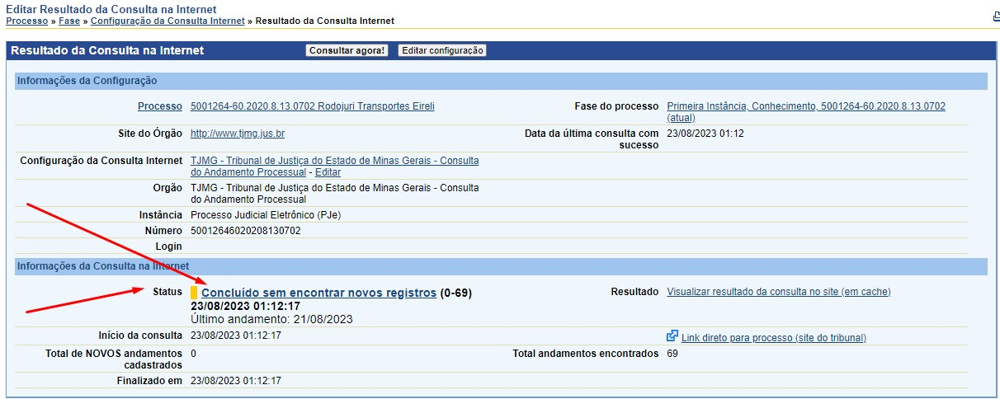 Editar Resultado da Consulta na Internet
Processo » Fase » Configuração da Consulta Internet » Resultado da Consulta Internet
Resultado da Consulta na Internet
Consultar agora!
Editar configuração
Informações da Configuração
Processo 5001264-60.2020.8.13.0702 Rodojuri Transportes Eireli
Fase do processo Primeira Instância, Conhecimento, 5001264-60.2020.8.13.0702
(atual)
Site do Órgão http://www.tjmg.jus.br
Data da última consulta com 23/08/2023 01:12
sucesso
Configuração da Consulta Internet TJMG - Tribunal de Justiça do Estado de Minas Gerais - Consulta
do Andamento Processual - Editar
Orgão TJMG - Tribunal de Justiça do Estado de Minas Gerais - Consulta
do Andamento Processual
Instância Processo Judicial Eletrônico (PJe)
Número 50012646020208130702
Login
Informações da Consulta na Internet
Status Concluído sem encontrar novos registros (0-69)
23/08/2023 01:12:17
Último andamento: 21/08/2023
Resultado Visualizar resultado da consulta no site (em cache)
Início da consulta 23/08/2023 01:12:17
Link direto para processo (site do tribunal)
Total de NOVOS andamentos 0
cadastrados
Total andamentos encontrados 69
Finalizado em 23/08/2023 01:12:17